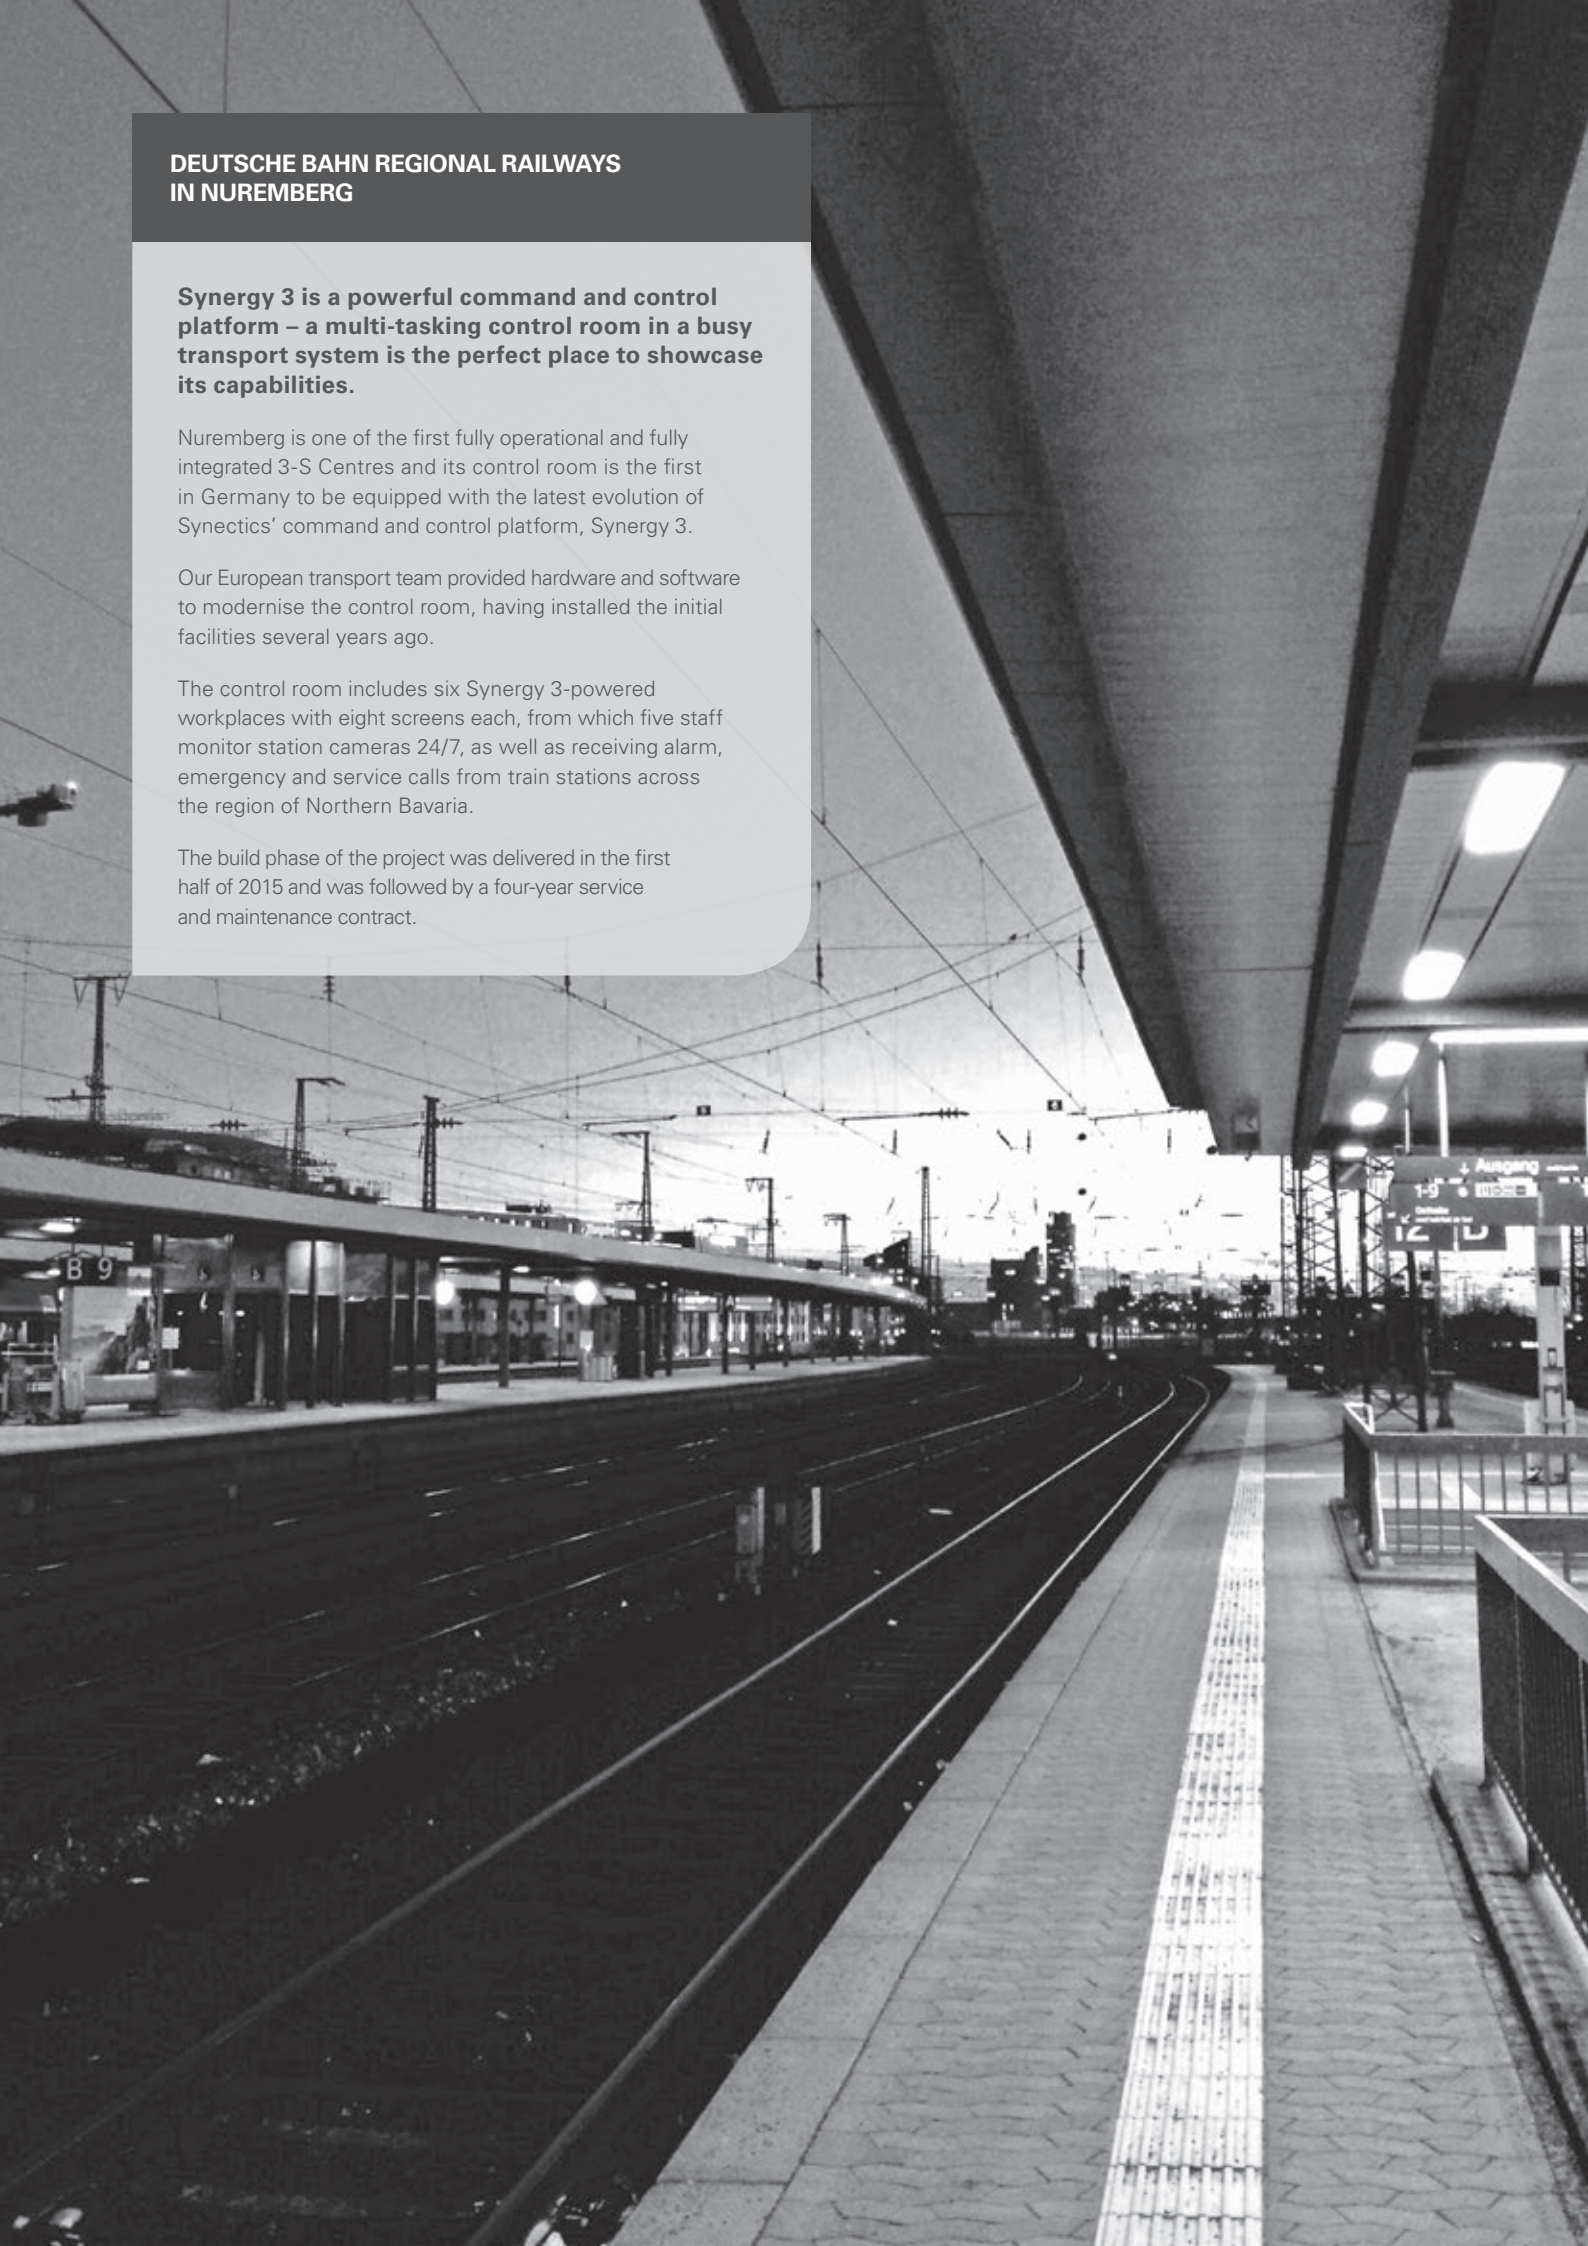 DEUTSCHE BAHN REGIONAL RAILWAYS
IN NUREMBERG
Synergy 3 is a powerful command and control
platform – a multi-tasking control room in a busy
transport system is the perfect place to showcase
its capabilities.
Nuremberg is one of the first fully operational and fully
integrated 3-S Centres and its control room is the first
in Germany to be equipped with the latest evolution of
Synectics’ command and control platform, Synergy 3.
Our European transport team provided hardware and software
to modernise the control room, having installed the initial
facilities several years ago.
The control room includes six Synergy 3-powered
workplaces with eight screens each, from which five staff
monitor station cameras 24/7, as well as receiving alarm,
emergency and service calls from train stations across
the region of Northern Bavaria.
The build phase of the project was delivered in the first
half of 2015 and was followed by a four-year service
and maintenance contract.
Ausgang
1-9
12 D
B 9